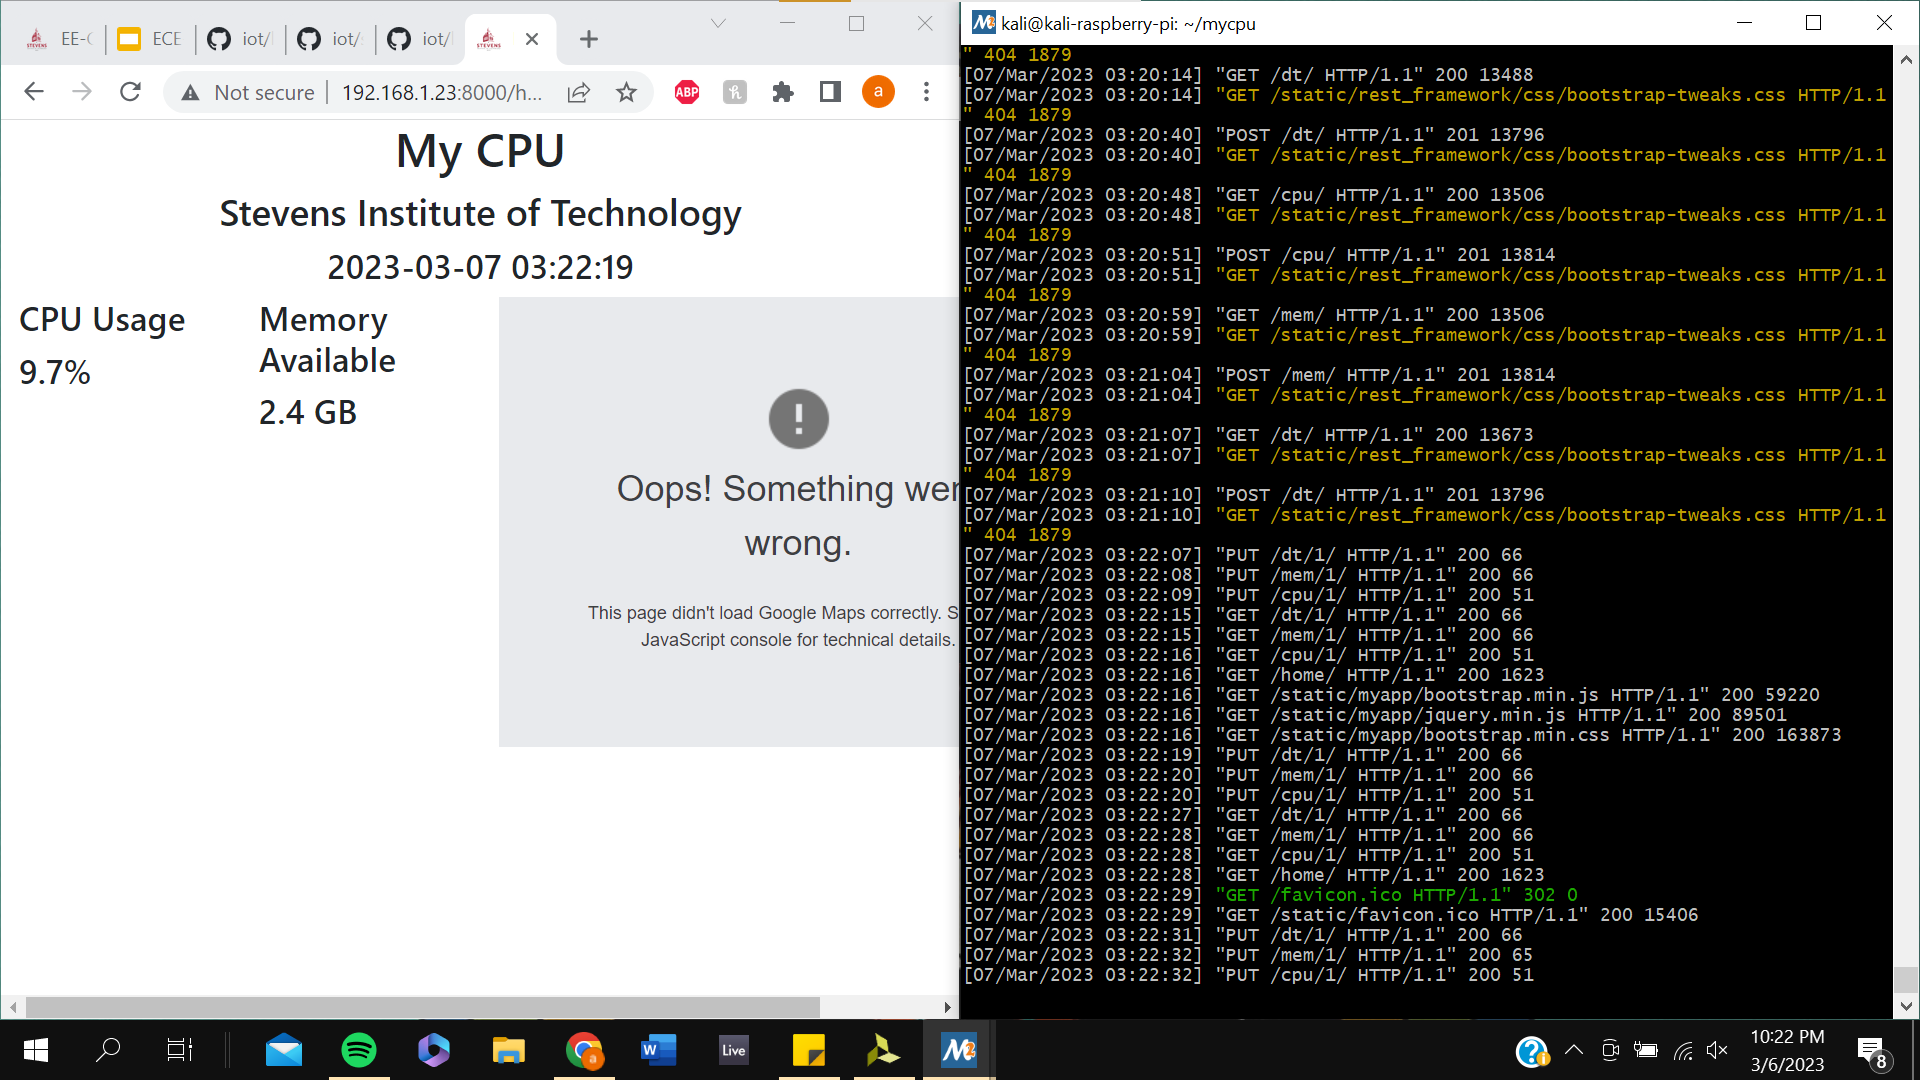 EE-
ECE
iot/
iot/
iot/
Not secure
192.168.1.23:8000/h...
ABP
a
My CPU
Stevens Institute of Technology
2023-03-07 03:22:19
CPU Usage
9.7%
Memory
Available
2.4 GB
Oops! Something wen
wrong.
This page didn't load Google Maps correctly. S
JavaScript console for technical details.
kali@kali-raspberry-pi: ~/mycpu
" 404 1879
[07/Mar/2023 03:20:14] "GET /dt/ HTTP/1.1" 200 13488
[07/Mar/2023 03:20:14] "GET /static/rest_framework/css/bootstrap-tweaks.css HTTP/1.1
" 404 1879
[07/Mar/2023 03:20:40] "POST /dt/ HTTP/1.1" 201 13796
[07/Mar/2023 03:20:40] "GET /static/rest_framework/css/bootstrap-tweaks.css HTTP/1.1
" 404 1879
[07/Mar/2023 03:20:48] "GET /cpu/ HTTP/1.1" 200 13506
[07/Mar/2023 03:20:48] "GET /static/rest_framework/css/bootstrap-tweaks.css HTTP/1.1
" 404 1879
[07/Mar/2023 03:20:51] "POST /cpu/ HTTP/1.1" 201 13814
[07/Mar/2023 03:20:51] "GET /static/rest_framework/css/bootstrap-tweaks.css HTTP/1.1
" 404 1879
[07/Mar/2023 03:20:59] "GET /mem/ HTTP/1.1" 200 13506
[07/Mar/2023 03:20:59] "GET /static/rest_framework/css/bootstrap-tweaks.css HTTP/1.1
" 404 1879
[07/Mar/2023 03:21:04] "POST /mem/ HTTP/1.1" 201 13814
[07/Mar/2023 03:21:04] "GET /static/rest_framework/css/bootstrap-tweaks.css HTTP/1.1
" 404 1879
[07/Mar/2023 03:21:07] "GET /dt/ HTTP/1.1" 200 13673
[07/Mar/2023 03:21:07] "GET /static/rest_framework/css/bootstrap-tweaks.css HTTP/1.1
" 404 1879
[07/Mar/2023 03:21:10] "POST /dt/ HTTP/1.1" 201 13796
[07/Mar/2023 03:21:10] "GET /static/rest_framework/css/bootstrap-tweaks.css HTTP/1.1
" 404 1879
[07/Mar/2023 03:22:07] "PUT /dt/1/ HTTP/1.1" 200 66
[07/Mar/2023 03:22:08] "PUT /mem/1/ HTTP/1.1" 200 66
[07/Mar/2023 03:22:09] "PUT /cpu/1/ HTTP/1.1" 200 51
[07/Mar/2023 03:22:15] "GET /dt/1/ HTTP/1.1" 200 66
[07/Mar/2023 03:22:15] "GET /mem/1/ HTTP/1.1" 200 66
[07/Mar/2023 03:22:16] "GET /cpu/1/ HTTP/1.1" 200 51
[07/Mar/2023 03:22:16] "GET /home/ HTTP/1.1" 200 1623
[07/Mar/2023 03:22:16] "GET /static/myapp/bootstrap.min.js HTTP/1.1" 200 59220
[07/Mar/2023 03:22:16] "GET /static/myapp/jquery.min.js HTTP/1.1" 200 89501
[07/Mar/2023 03:22:16] "GET /static/myapp/bootstrap.min.css HTTP/1.1" 200 163873
[07/Mar/2023 03:22:19] "PUT /dt/1/ HTTP/1.1" 200 66
[07/Mar/2023 03:22:20] "PUT /mem/1/ HTTP/1.1" 200 66
[07/Mar/2023 03:22:20] "PUT /cpu/1/ HTTP/1.1" 200 51
[07/Mar/2023 03:22:27] "GET /dt/1/ HTTP/1.1" 200 66
[07/Mar/2023 03:22:28] "GET /mem/1/ HTTP/1.1" 200 66
[07/Mar/2023 03:22:28] "GET /cpu/1/ HTTP/1.1" 200 51
[07/Mar/2023 03:22:28] "GET /home/ HTTP/1.1" 200 1623
[07/Mar/2023 03:22:29] "GET /favicon.ico HTTP/1.1" 302 0
[07/Mar/2023 03:22:29] "GET /static/favicon.ico HTTP/1.1" 200 15406
[07/Mar/2023 03:22:31] "PUT /dt/1/ HTTP/1.1" 200 66
[07/Mar/2023 03:22:32] "PUT /mem/1/ HTTP/1.1" 200 65
[07/Mar/2023 03:22:32] "PUT /cpu/1/ HTTP/1.1" 200 51
Live
10:22 PM
3/6/2023
8